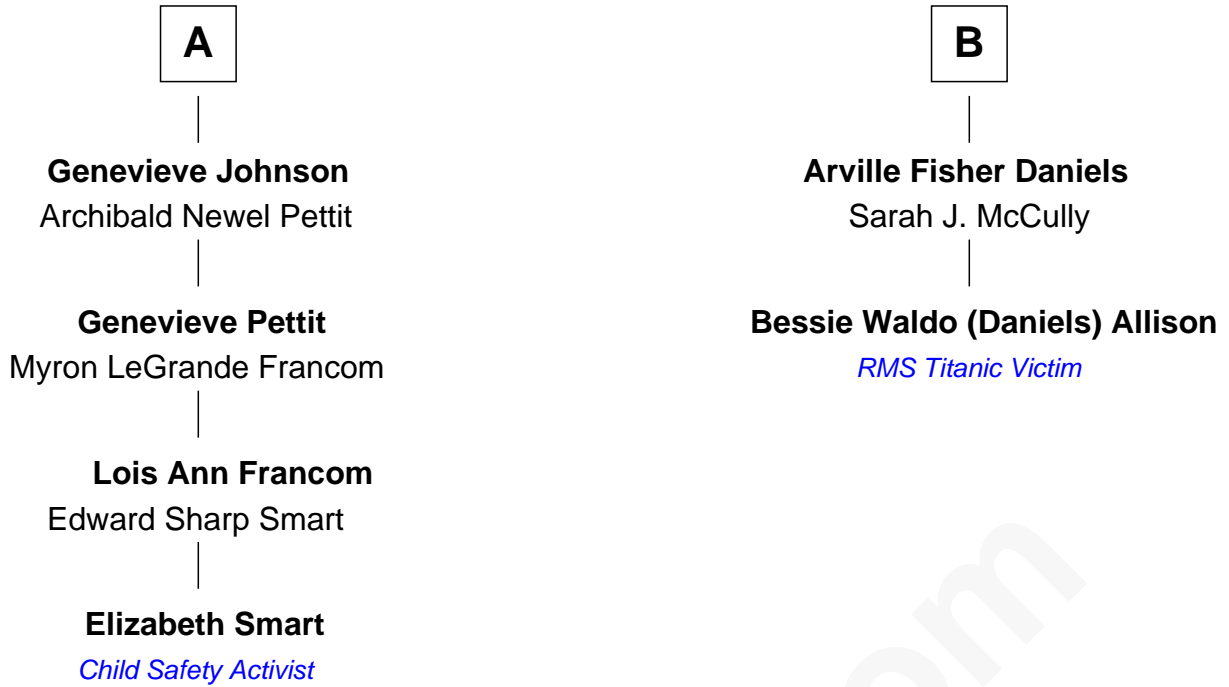 A
Genevieve Johnson
Archibald Newel Pettit
Genevieve Pettit
Myron LeGrande Francom
Lois Ann Francom
Edward Sharp Smart
Elizabeth Smart
Child Safety Activist
B
Arville Fisher Daniels
Sarah J. McCully
Bessie Waldo (Daniels) Allison
RMS Titanic Victim
om